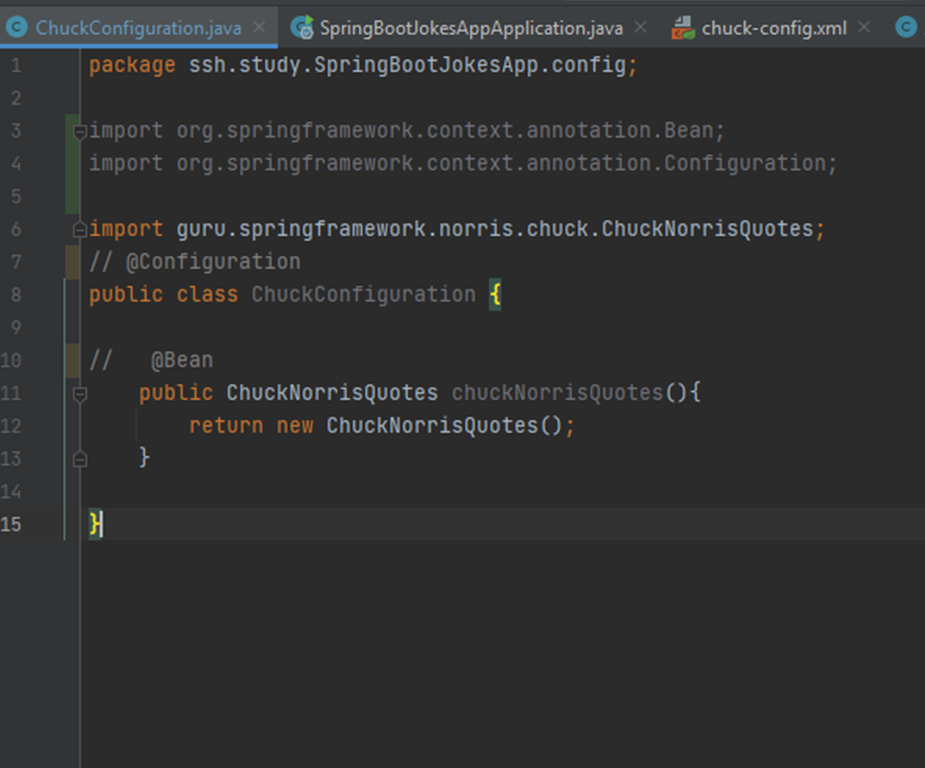 ChuckConfiguration.java SpringBootJokesAppApplication.java chuck-config.xml
1 package ssh.study.SpringBootJokesApp.config;
2
3 import org.springframework.context.annotation.Bean;
4 import org.springframework.context.annotation.Configuration;
5
6 import guru.springframework.norris.chuck.ChuckNorrisQuotes;
7 // @Configuration
8 public class ChuckConfiguration {
9
10 //   @Bean
11     public ChuckNorrisQuotes chuckNorrisQuotes(){
12         return new ChuckNorrisQuotes();
13     }
14
15 }